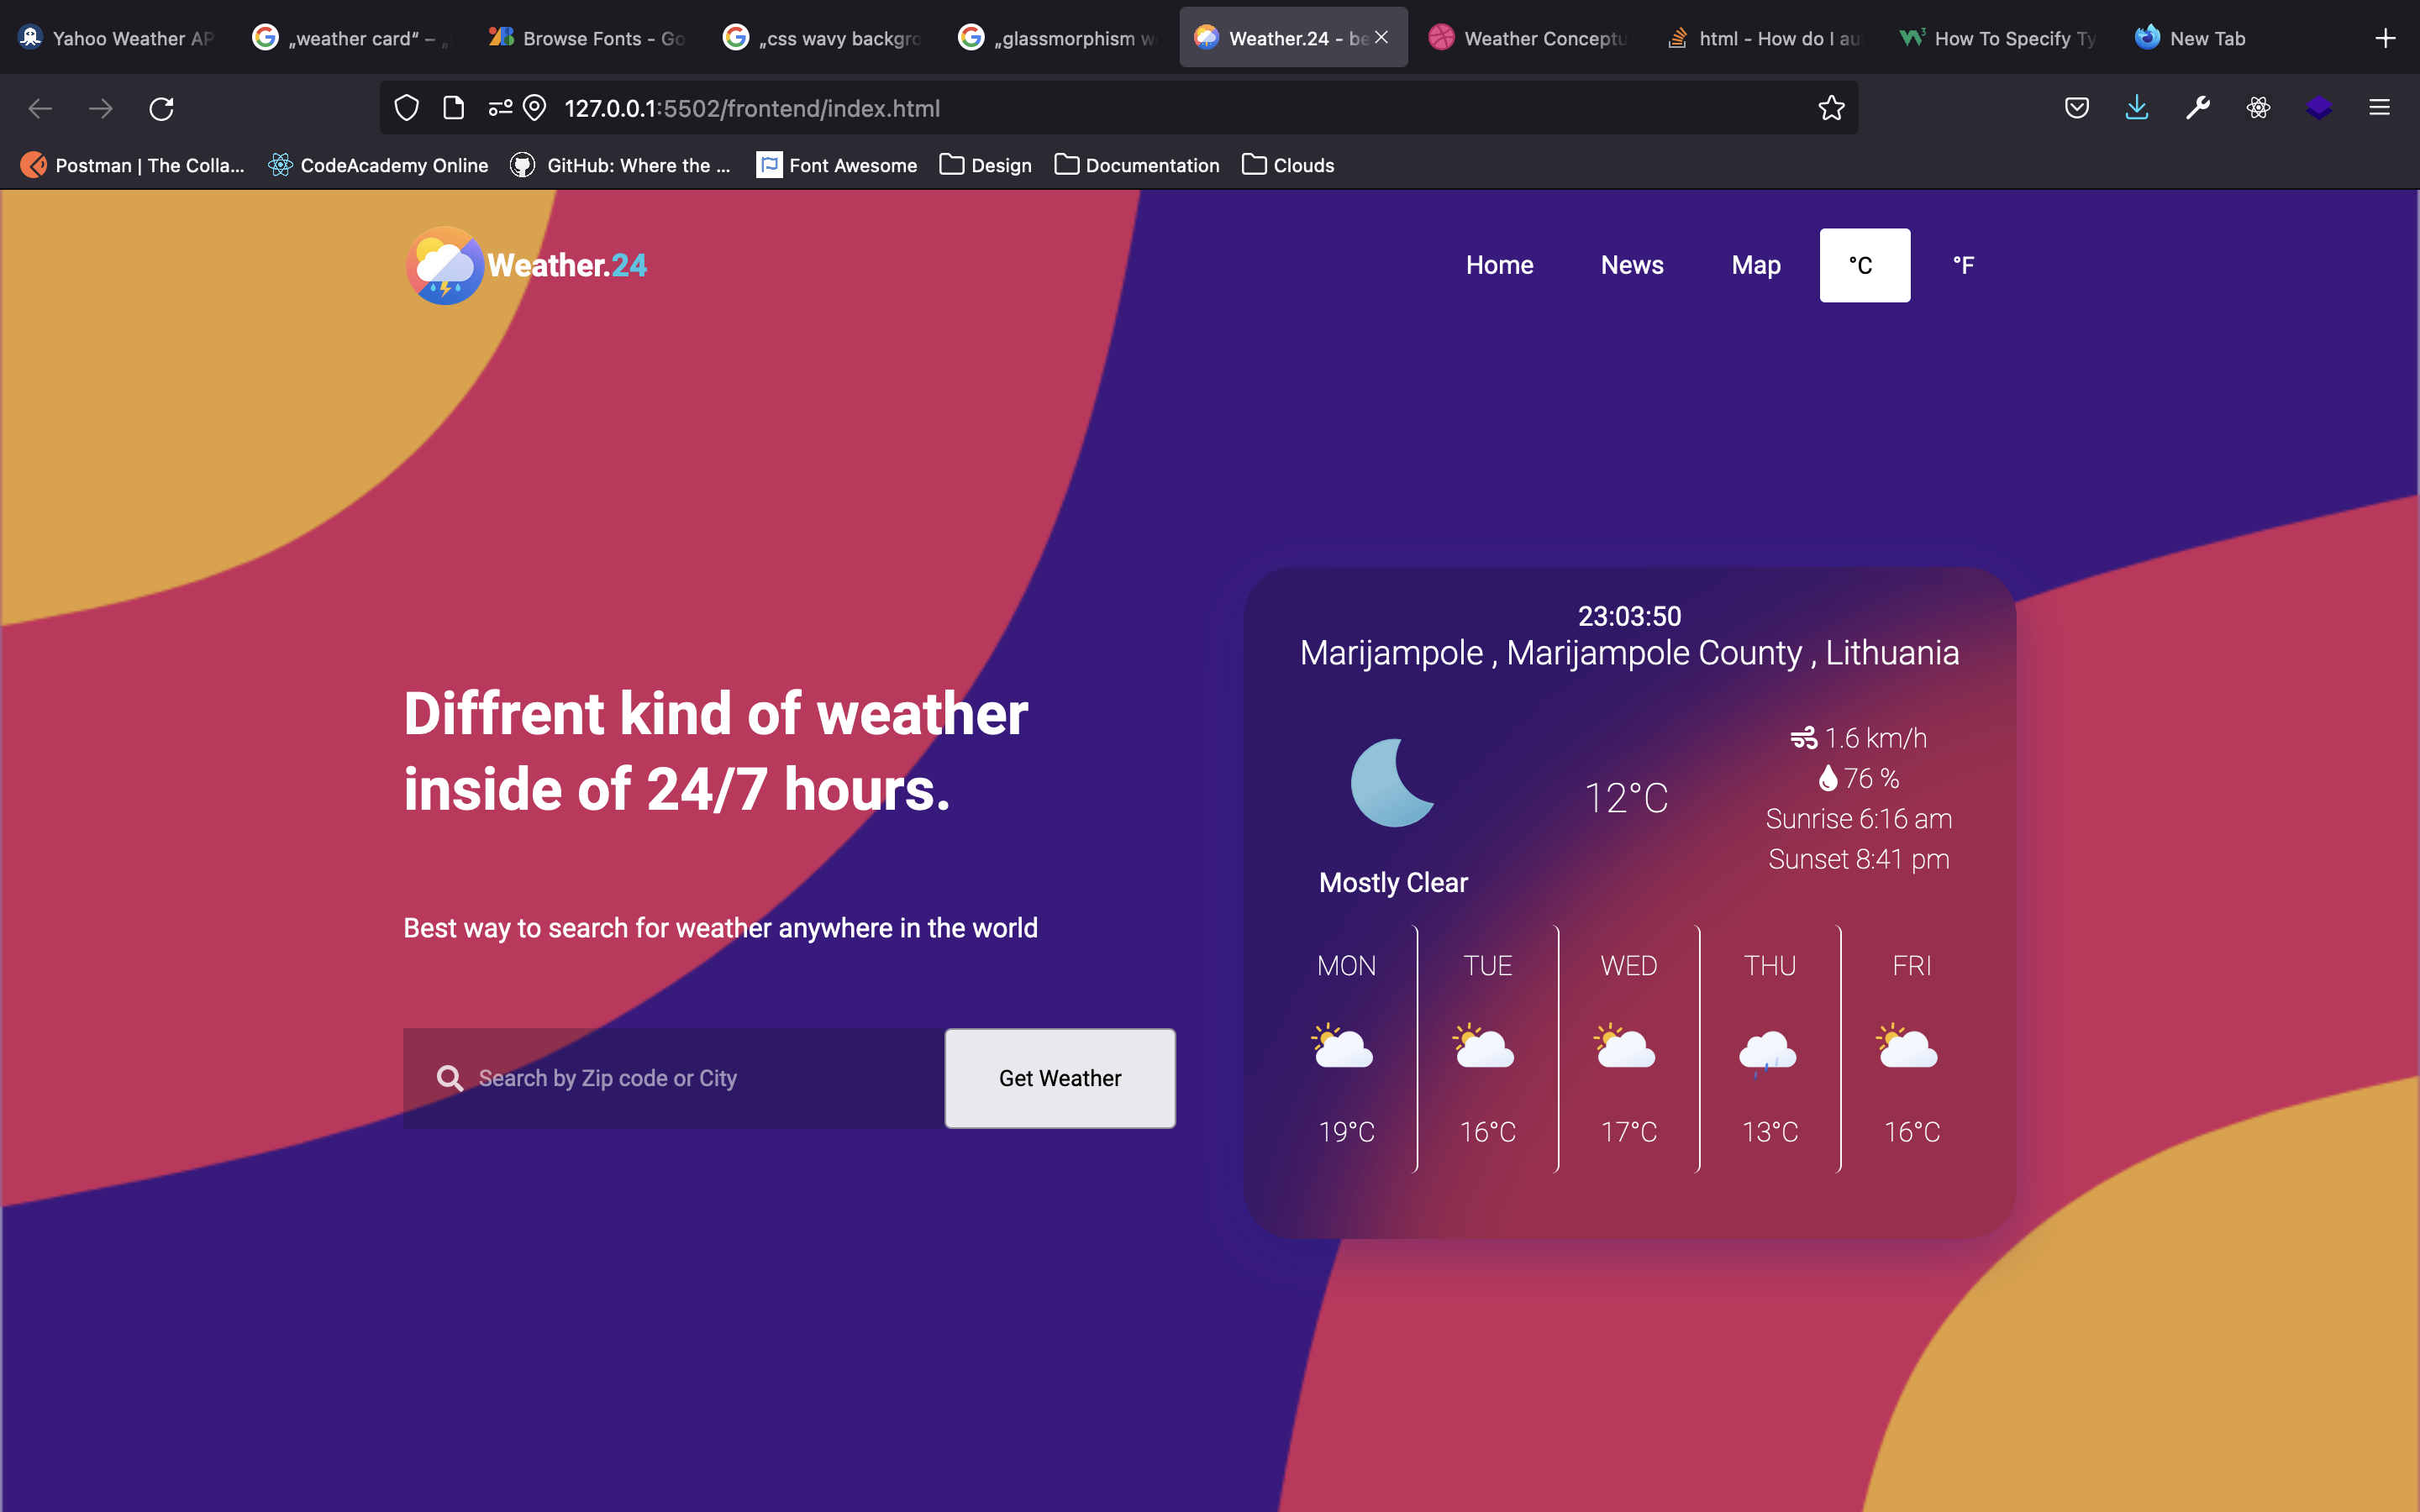 Yahoo Weather AP
„weather card“ – „
Browse Fonts - Go
„css wavy backgro
„glassmorphism w
Weather.24 - be
Weather Conceptu
html - How do I au
How To Specify Ty
New Tab
127.0.0.1:5502/frontend/index.html
Postman | The Colla...
CodeAcademy Online
GitHub: Where the ...
Font Awesome
Design
Documentation
Clouds
Weather.24
Home
News
Map
°C
°F
Diffrent kind of weather
inside of 24/7 hours.
Best way to search for weather anywhere in the world
Search by Zip code or City
Get Weather
23:03:50
Marijampole , Marijampole County , Lithuania
12°C
1.6 km/h
76 %
Sunrise 6:16 am
Sunset 8:41 pm
Mostly Clear
MON TUE WED THU FRI
19°C 16°C 17°C 13°C 16°C